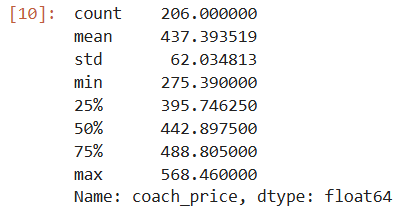 [10]: count 206.000000
mean 437.393519
std 62.034813
min 275.390000
25% 395.746250
50% 442.897500
75% 488.805000
max 568.460000
Name: coach_price, dtype: float64